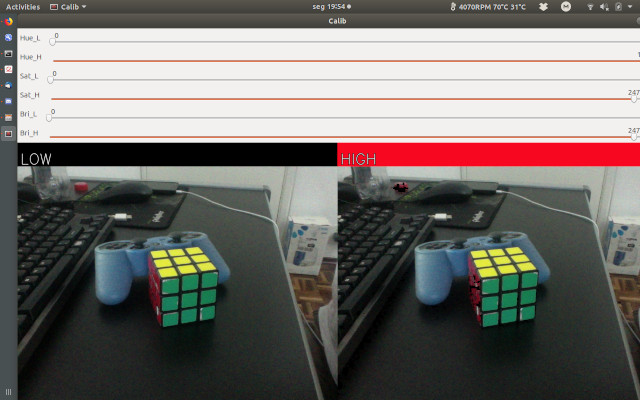 Activities Calib seg 19:54 4070RPM 70°C 31°C
Calib
Hue_L 0
Hue_H
Sat_L 0
Sat_H 247
Bri_L 0
Bri_H 247
LOW HIGH